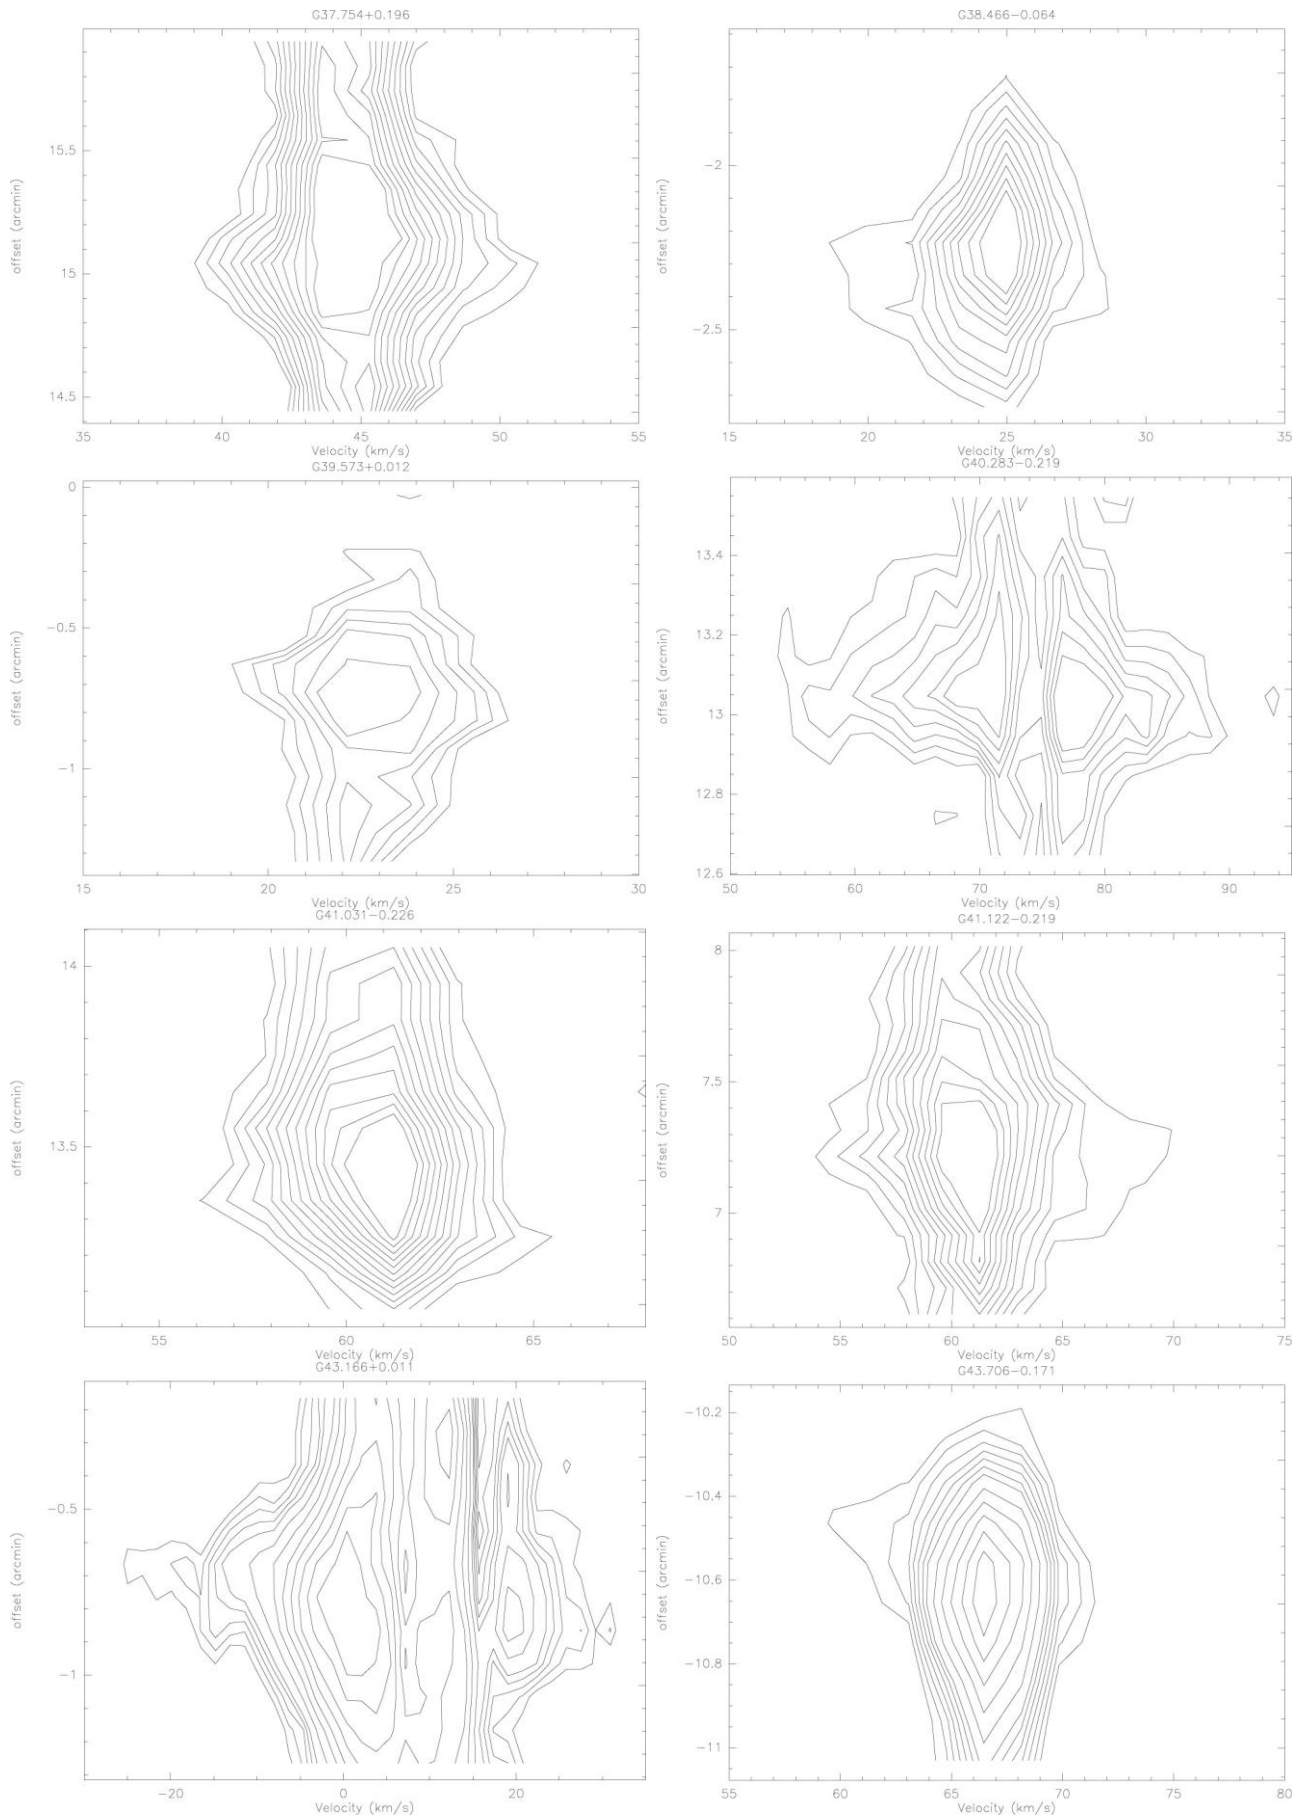 G37.754+0.196
offset (arcmin)
15.5
15
14.5
35 40 45 50 55
Velocity (km/s)
G38.466-0.064
offset (arcmin)
-2
-2.5
15 20 25 30 35
Velocity (km/s)
G39.573+0.012
offset (arcmin)
0
-0.5
-1
15 20 25 30
Velocity (km/s)
G40.283-0.219
offset (arcmin)
13.4
13.2
13
12.8
12.6
50 60 70 80 90
Velocity (km/s)
G41.031-0.226
offset (arcmin)
14
13.5
55 60 65
Velocity (km/s)
G41.122-0.219
offset (arcmin)
8
7.5
7
50 55 60 65 70 75
Velocity (km/s)
G43.166+0.011
offset (arcmin)
-0.5
-1
-20 0 20
Velocity (km/s)
G43.706-0.171
offset (arcmin)
-10.2
-10.4
-10.6
-10.8
-11
55 60 65 70 75 80
Velocity (km/s)